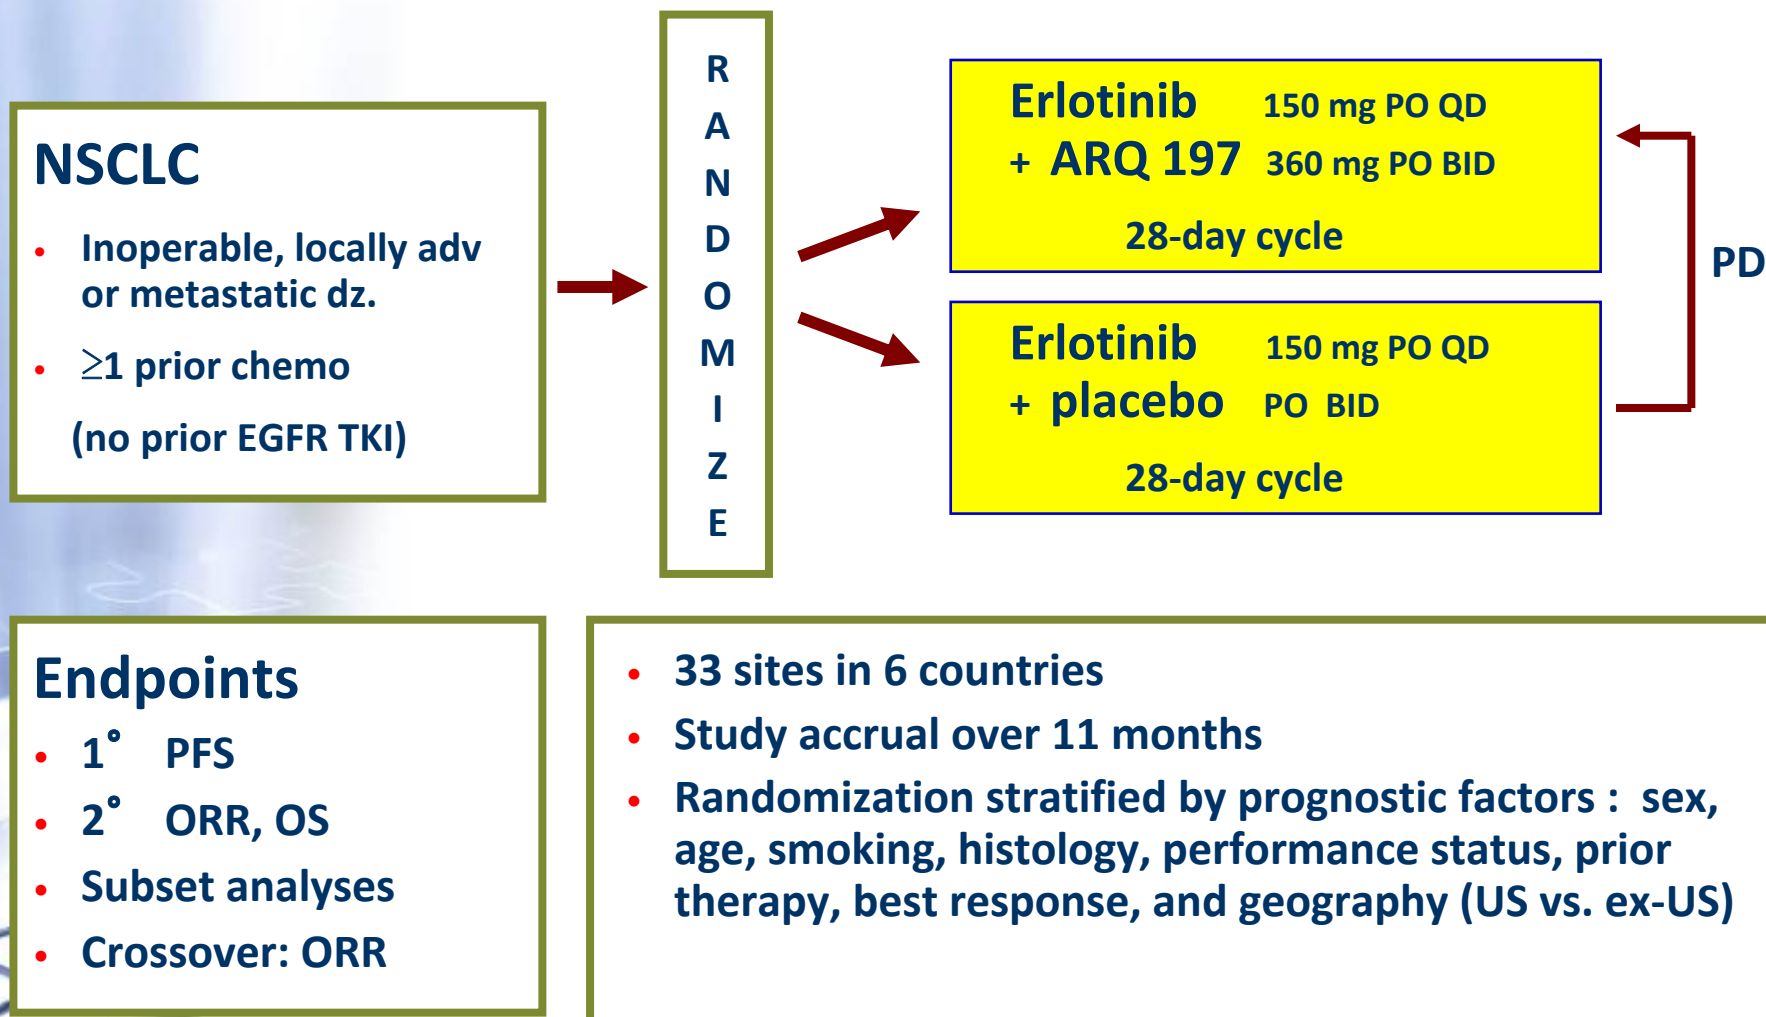 NSCLC
• Inoperable, locally adv
or metastatic dz.
• ≥1 prior chemo
(no prior EGFR TKI)
R
A
N
D
O
M
I
Z
E
Erlotinib 150 mg PO QD
+ ARQ 197 360 mg PO BID
28-day cycle
Erlotinib 150 mg PO QD
+ placebo PO BID
28-day cycle
PD
Endpoints
• 1° PFS
• 2° ORR, OS
• Subset analyses
• Crossover: ORR
• 33 sites in 6 countries
• Study accrual over 11 months
• Randomization stratified by prognostic factors : sex,
age, smoking, histology, performance status, prior
therapy, best response, and geography (US vs. ex-US)